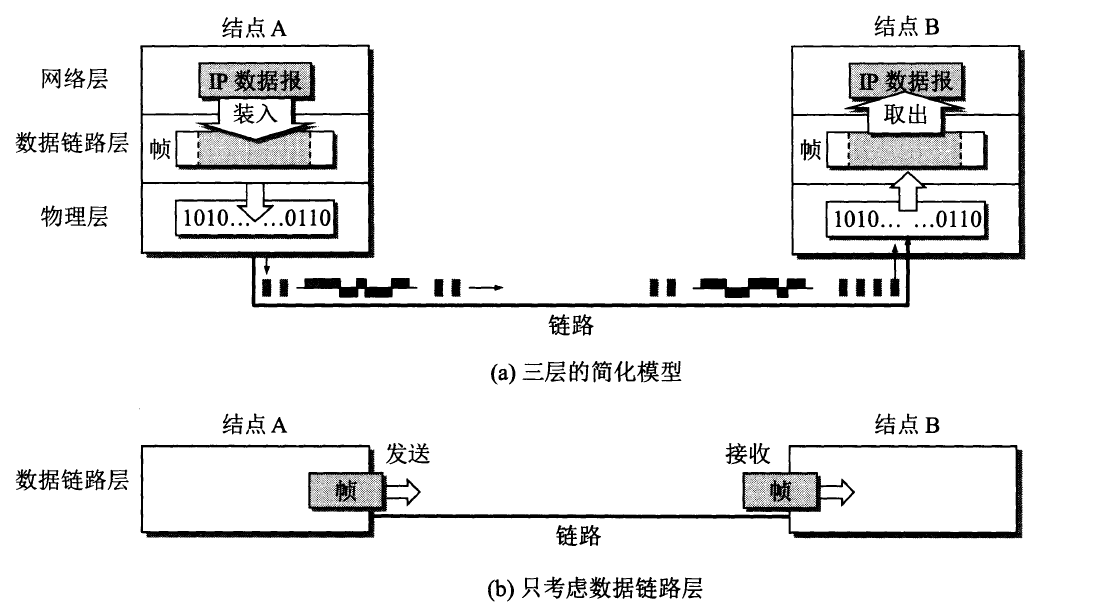 结点 A 结点 B
网络层 IP 数据报 IP 数据报
装入 取出
数据链路层 帧 帧
物理层 1010… …0110 1010… …0110
链路
(a) 三层的简化模型
结点 A 结点 B
发送 接收
数据链路层 帧 帧
链路
(b) 只考虑数据链路层